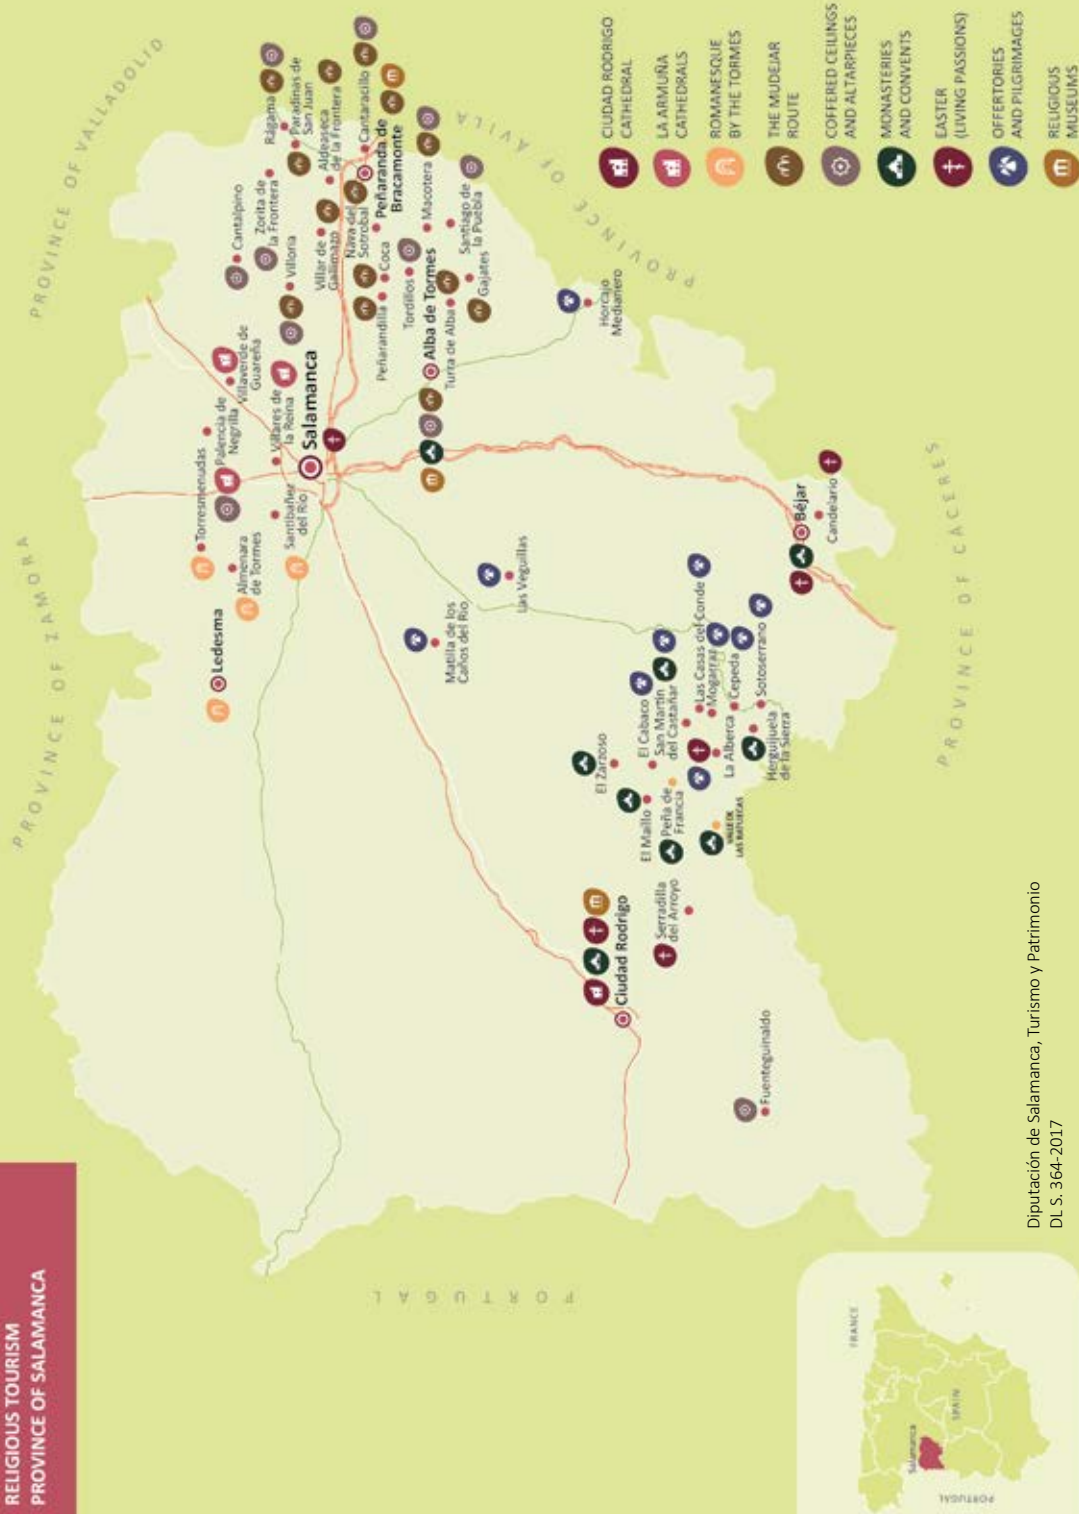 RELIGIOUS TOURISM
PROVINCE OF SALAMANCA
PROVINCE OF ZAMORA
PROVINCE OF VALLADOLID
PROVINCE OF AVILA
PROVINCE OF CÁCERES
PORTUGAL
Ledesma
Torresmenudas
Almenara
de Tormes
Santibañez
del Río
Palencia de
Negrilla
Villaverde de
Guareña
Villares de
la Reina
Salamanca
Cantalpino
Zorita de
la Frontera
Villoria
Rágama
Paradinas de
San Juan
Aldeaseca
de la Frontera
Villar de
Gallimazo
Nava del
Sotrobal
Cantaracillo
Peñaranda de
Bracamonte
Coca
Peñarandilla
Macotera
Tordillos
Santiago de
la Puebla
Alba de Tormes
Turra de Alba
Gajates
Horcajo
Medianero
Matilla de los
Caños del Río
Las Veguillas
El Zarzoso
El Cabaco
San Martín
del Castañar
Las Casas del Conde
Mogarraz
Cepeda
Sotoserrano
La Alberca
Herguijuela
de la Sierra
El Maíllo
Peña de
Francia
VALLE DE
LAS BATUECAS
Serradilla
del Arroyo
Ciudad Rodrigo
Fuenteguinaldo
Béjar
Candelario
CIUDAD RODRIGO
CATHEDRAL
LA ARMUÑA
CATHEDRALS
ROMANESQUE
BY THE TORMES
THE MUDEJAR
ROUTE
COFFERED CEILINGS
AND ALTARPIECES
MONASTERIES
AND CONVENTS
EASTER
(LIVING PASSIONS)
OFFERTORIES
AND PILGRIMAGES
RELIGIOUS
MUSEUMS
FRANCE
SPAIN
Salamanca
PORTUGAL
Diputación de Salamanca, Turismo y Patrimonio
DL S. 364-2017